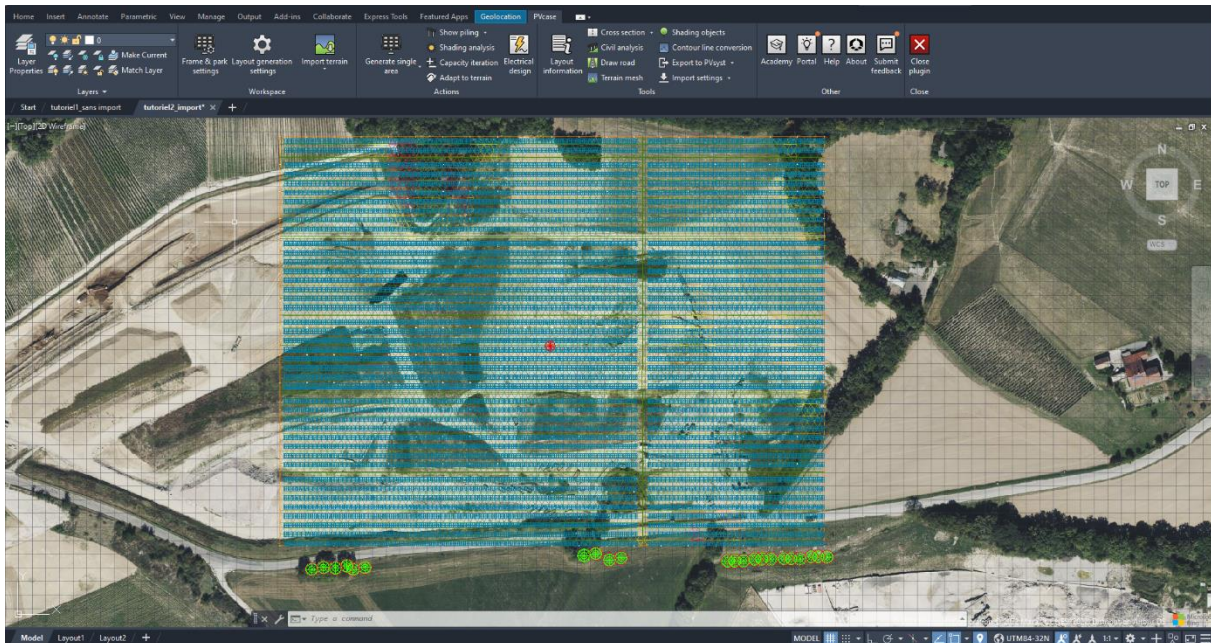 Home Insert Annotate Parametric View Manage Output Add-ins Collaborate Express Tools Featured Apps Geolocation PVcase
Layer Properties
0
Make Current
Match Layer
Layers
Frame & park settings
Layout generation settings
Import terrain
Workspace
Generate single area
Show piling
Shading analysis
Capacity iteration
Adapt to terrain
Electrical design
Actions
Layout information
Cross section
Civil analysis
Draw road
Terrain mesh
Shading objects
Contour line conversion
Export to PVsyst
Import settings
Tools
Academy Portal Help About Submit feedback
Other
Close plugin
Close
Start tutoriel1_sans import tutoriel2_import* × +
[−][Top][2D Wireframe]
N
W TOP E
S
WCS
Type a command
Model Layout1 Layout2 +
MODEL
UTM84-32N
1:1